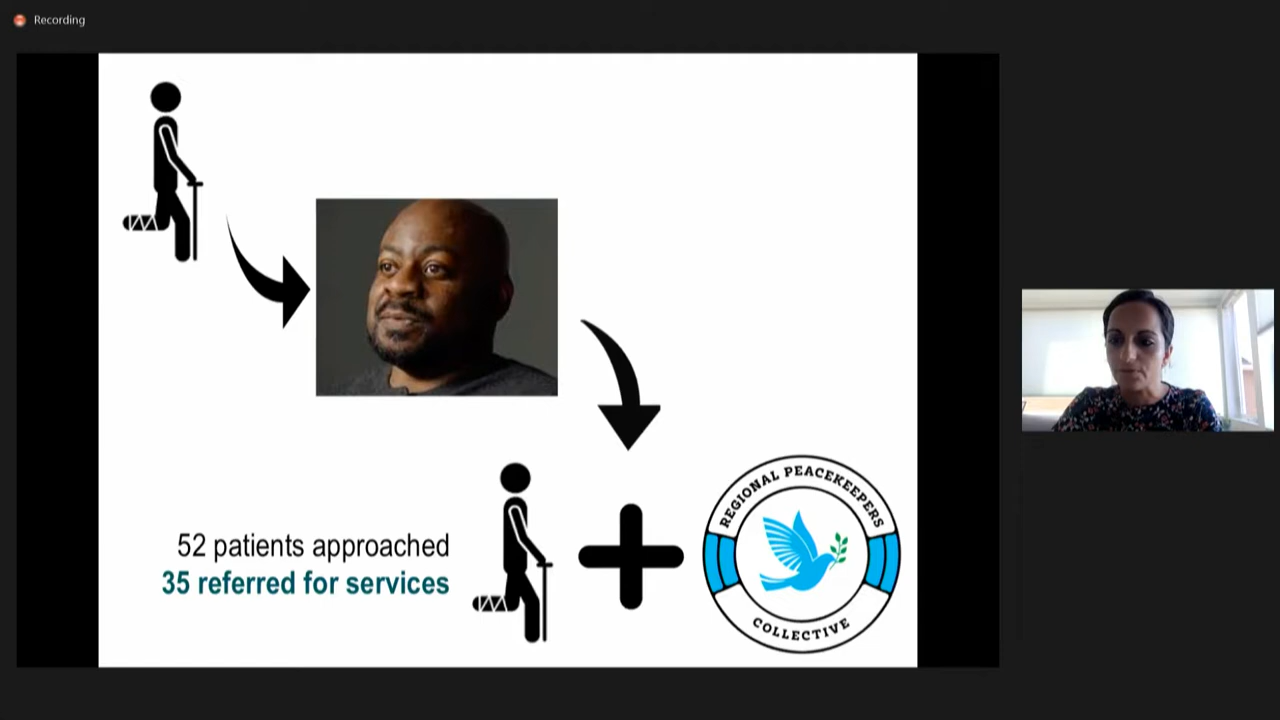 Recording
52 patients approached
35 referred for services
REGIONAL PEACEKEEPERS
COLLECTIVE